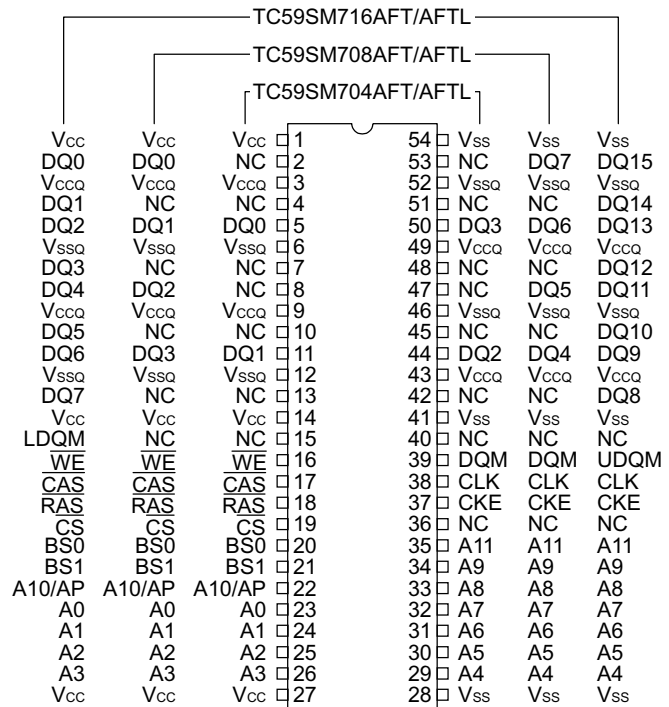 TC59SM716AFT/AFTL
TC59SM708AFT/AFTL
TC59SM704AFT/AFTL
VCC VCC VCC 1 54 VSS VSS VSS
DQ0 DQ0 NC 2 53 NC DQ7 DQ15
VCCQ VCCQ VCCQ 3 52 VSSQ VSSQ VSSQ
DQ1 NC NC 4 51 NC NC DQ14
DQ2 DQ1 DQ0 5 50 DQ3 DQ6 DQ13
VSSQ VSSQ VSSQ 6 49 VCCQ VCCQ VCCQ
DQ3 NC NC 7 48 NC NC DQ12
DQ4 DQ2 NC 8 47 NC DQ5 DQ11
VCCQ VCCQ VCCQ 9 46 VSSQ VSSQ VSSQ
DQ5 NC NC 10 45 NC NC DQ10
DQ6 DQ3 DQ1 11 44 DQ2 DQ4 DQ9
VSSQ VSSQ VSSQ 12 43 VCCQ VCCQ VCCQ
DQ7 NC NC 13 42 NC NC DQ8
VCC VCC VCC 14 41 VSS VSS VSS
LDQM NC NC 15 40 NC NC NC
WE WE WE 16 39 DQM DQM UDQM
CAS CAS CAS 17 38 CLK CLK CLK
RAS RAS RAS 18 37 CKE CKE CKE
CS CS CS 19 36 NC NC NC
BS0 BS0 BS0 20 35 A11 A11 A11
BS1 BS1 BS1 21 34 A9 A9 A9
A10/AP A10/AP A10/AP 22 33 A8 A8 A8
A0 A0 A0 23 32 A7 A7 A7
A1 A1 A1 24 31 A6 A6 A6
A2 A2 A2 25 30 A5 A5 A5
A3 A3 A3 26 29 A4 A4 A4
VCC VCC VCC 27 28 VSS VSS VSS